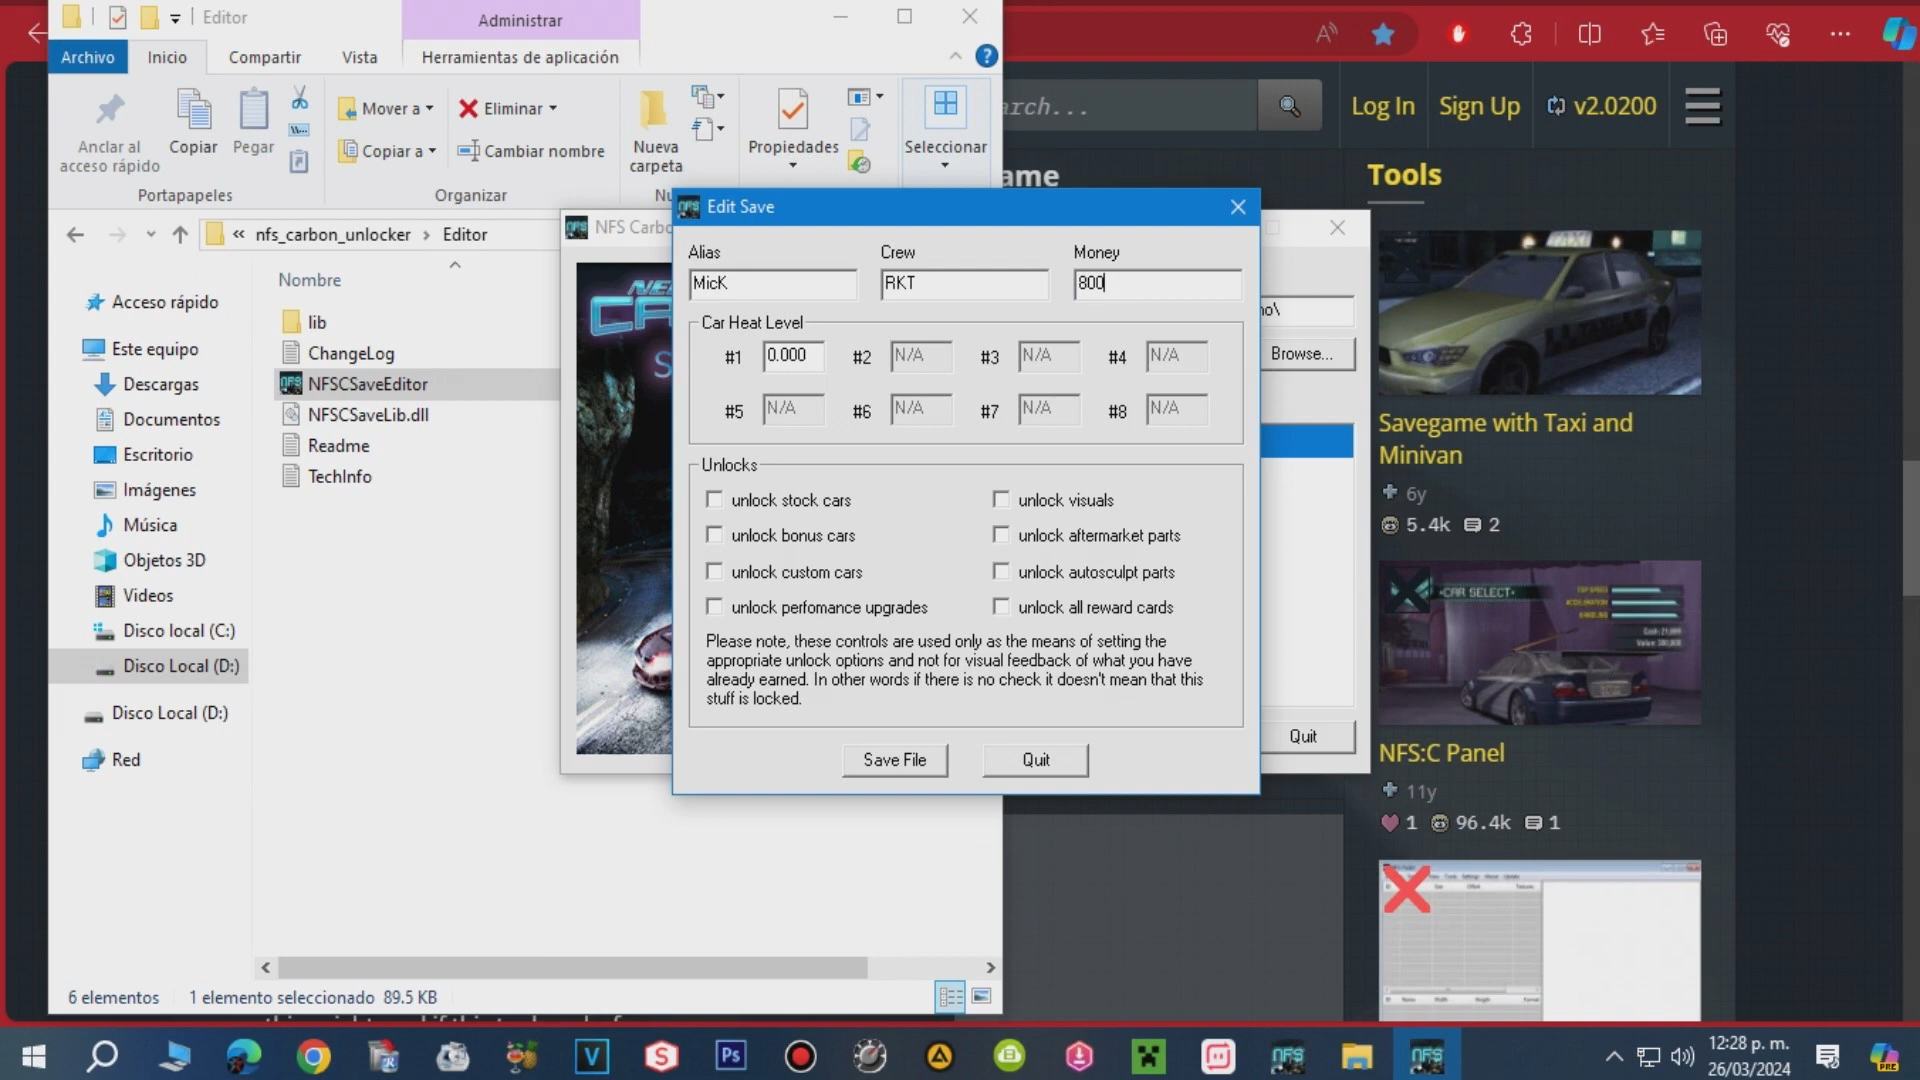 Editor
Administrar
Archivo
Inicio
Compartir
Vista
Herramientas de aplicación
Anclar al
acceso rápido
Copiar
Pegar
Mover a
Copiar a
Eliminar
Cambiar nombre
Nueva
carpeta
Propiedades
Seleccionar
Portapapeles
Organizar
Nu
« nfs_carbon_unlocker › Editor
Nombre
Acceso rápido
Este equipo
Descargas
Documentos
Escritorio
Imágenes
Música
Objetos 3D
Videos
Disco local (C:)
Disco Local (D:)
Disco Local (D:)
Red
lib
ChangeLog
NFSCSaveEditor
NFSCSaveLib.dll
Readme
TechInfo
6 elementos
1 elemento seleccionado 89.5 KB
NFS Carbo
Browse...
Quit
Edit Save
Alias
Crew
Money
MicK
RKT
800
Car Heat Level
#1 0.000 #2 N/A #3 N/A #4 N/A
#5 N/A #6 N/A #7 N/A #8 N/A
Unlocks
unlock stock cars
unlock visuals
unlock bonus cars
unlock aftermarket parts
unlock custom cars
unlock autosculpt parts
unlock perfomance upgrades
unlock all reward cards
Please note, these controls are used only as the means of setting the
appropriate unlock options and not for visual feedback of what you have
already earned. In other words if there is no check it doesn't mean that this
stuff is locked.
Save File
Quit
arch...
Log In
Sign Up
v2.0200
ame
Tools
Savegame with Taxi and
Minivan
6y
5.4k 2
CAR SELECT
NFS:C Panel
11y
1 96.4k 1
12:28 p. m.
26/03/2024